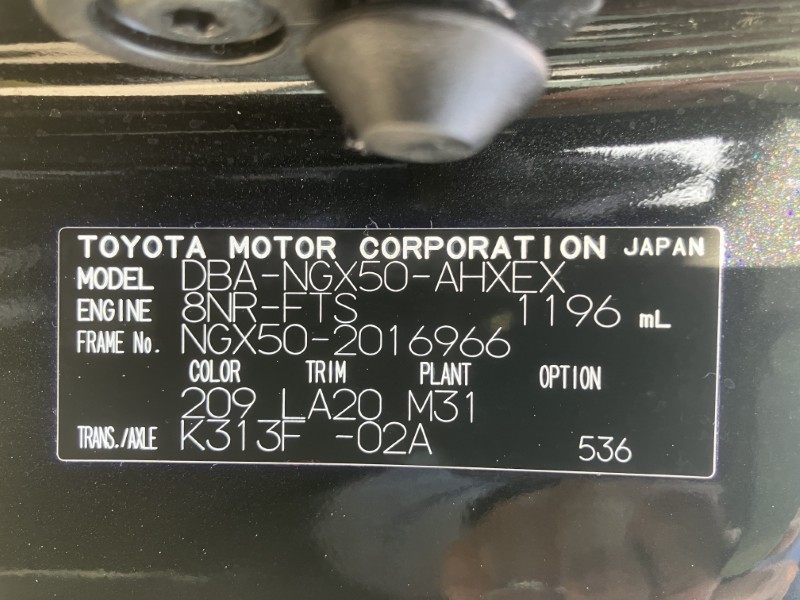 TOYOTA MOTOR CORPORATION JAPAN
MODEL DBA-NGX50-AHXEX
ENGINE 8NR-FTS 1196 mL
FRAME No. NGX50-2016966
COLOR TRIM PLANT OPTION
209 LA20 M31
TRANS./AXLE K313F -02A 536